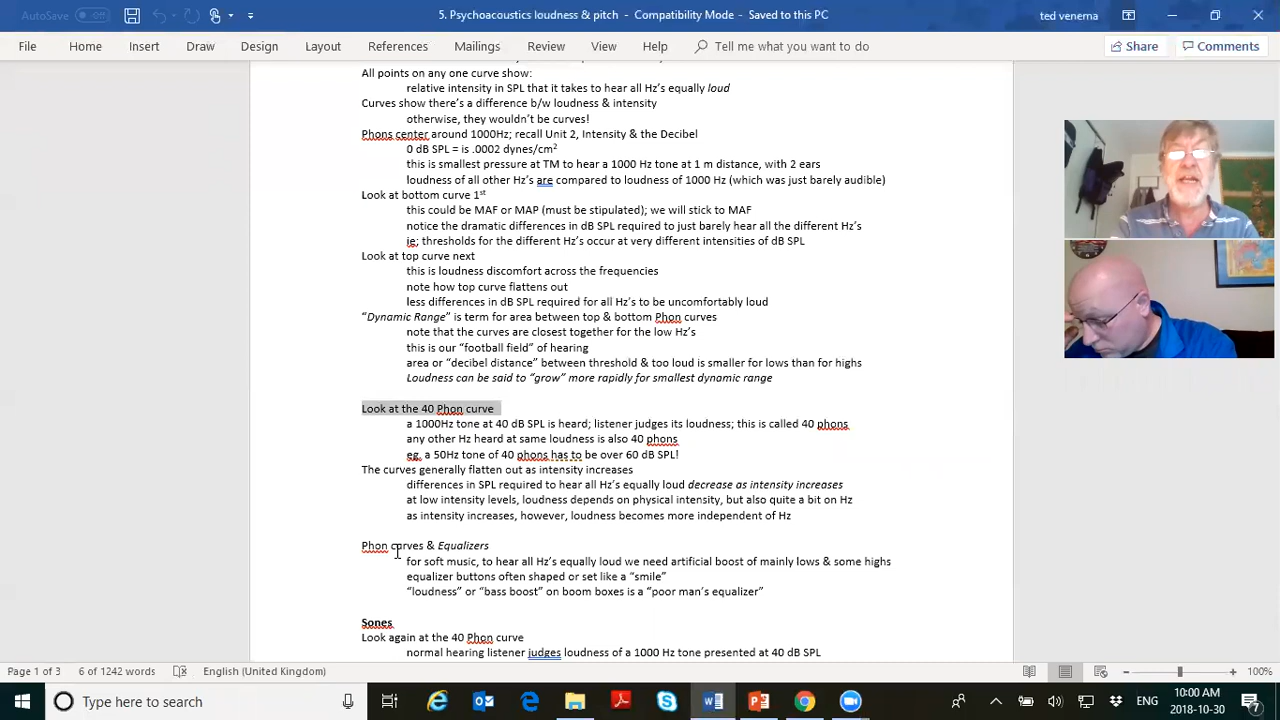 AutoSave Off
5. Psychoacoustics loudness & pitch - Compatibility Mode - Saved to this PC
ted venema
File Home Insert Draw Design Layout References Mailings Review View Help Tell me what you want to do Share Comments
All points on any one curve show:
relative intensity in SPL that it takes to hear all Hz's equally loud
Curves show there's a difference b/w loudness & intensity
otherwise, they wouldn't be curves!
Phons center around 1000Hz; recall Unit 2, Intensity & the Decibel
0 dB SPL = is .0002 dynes/cm2
this is smallest pressure at TM to hear a 1000 Hz tone at 1 m distance, with 2 ears
loudness of all other Hz's are compared to loudness of 1000 Hz (which was just barely audible)
Look at bottom curve 1st
this could be MAF or MAP (must be stipulated); we will stick to MAF
notice the dramatic differences in dB SPL required to just barely hear all the different Hz's
ie; thresholds for the different Hz's occur at very different intensities of dB SPL
Look at top curve next
this is loudness discomfort across the frequencies
note how top curve flattens out
less differences in dB SPL required for all Hz's to be uncomfortably loud
"Dynamic Range" is term for area between top & bottom Phon curves
note that the curves are closest together for the low Hz's
this is our "football field" of hearing
area or "decibel distance" between threshold & too loud is smaller for lows than for highs
Loudness can be said to "grow" more rapidly for smallest dynamic range
Look at the 40 Phon curve
a 1000Hz tone at 40 dB SPL is heard; listener judges its loudness; this is called 40 phons
any other Hz heard at same loudness is also 40 phons
eg. a 50Hz tone of 40 phons has to be over 60 dB SPL!
The curves generally flatten out as intensity increases
differences in SPL required to hear all Hz's equally loud decrease as intensity increases
at low intensity levels, loudness depends on physical intensity, but also quite a bit on Hz
as intensity increases, however, loudness becomes more independent of Hz
Phon curves & Equalizers
for soft music, to hear all Hz's equally loud we need artificial boost of mainly lows & some highs
equalizer buttons often shaped or set like a "smile"
"loudness" or "bass boost" on boom boxes is a "poor man's equalizer"
Sones
Look again at the 40 Phon curve
normal hearing listener judges loudness of a 1000 Hz tone presented at 40 dB SPL
Page 1 of 3 6 of 1242 words English (United Kingdom) 100%
Type here to search
ENG
10:00 AM
2018-10-30
7